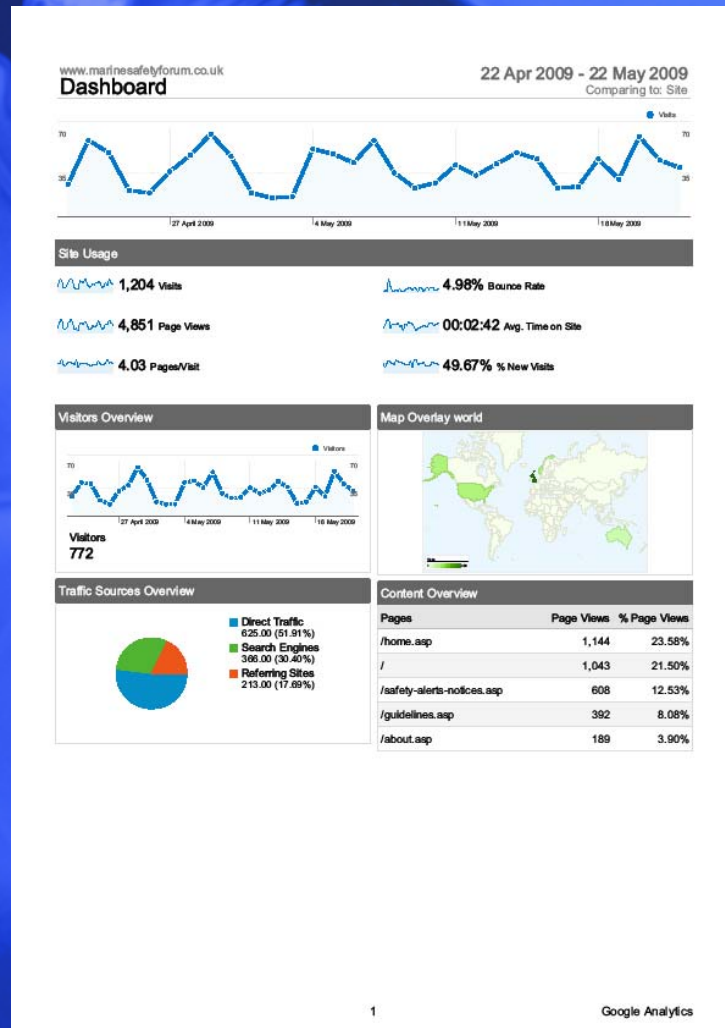 www.marinesafetyforum.co.uk
Dashboard
22 Apr 2009 - 22 May 2009
Comparing to: Site
Visits
70
70
35
35
27 April 2009
4 May 2009
11 May 2009
18 May 2009
Site Usage
1,204 Visits
4.98% Bounce Rate
4,851 Page Views
00:02:42 Avg. Time on Site
4.03 Pages/Visit
49.67% % New Visits
Visitors Overview
Visitors
70
70
35
35
27 April 2009
4 May 2009
11 May 2009
18 May 2009
Visitors
772
Map Overlay world
Traffic Sources Overview
Direct Traffic
625.00 (51.91%)
Search Engines
366.00 (30.40%)
Referring Sites
213.00 (17.69%)
Content Overview
Pages Page Views % Page Views
/home.asp 1,144 23.58%
/ 1,043 21.50%
/safety-alerts-notices.asp 608 12.53%
/guidelines.asp 392 8.08%
/about.asp 189 3.90%
1
Google Analytics